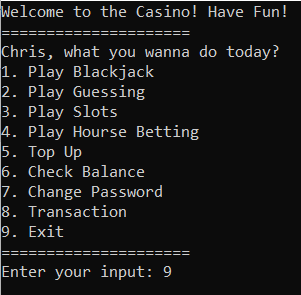 Welcome to the Casino! Have Fun!
=====================
Chris, what you wanna do today?
1. Play Blackjack
2. Play Guessing
3. Play Slots
4. Play Hourse Betting
5. Top Up
6. Check Balance
7. Change Password
8. Transaction
9. Exit
=====================
Enter your input: 9